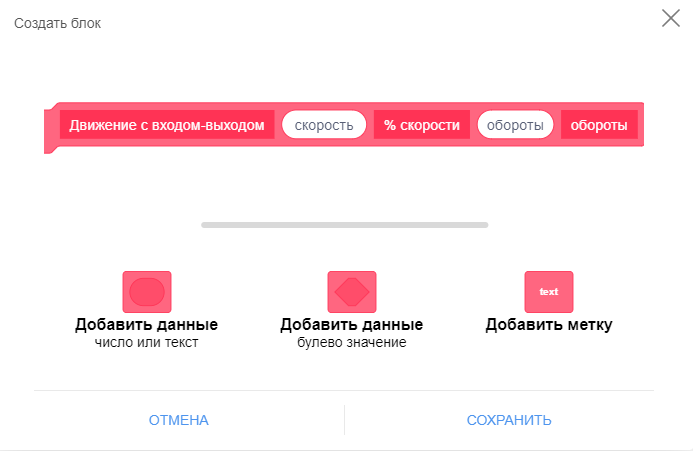 Создать блок
Движение с входом-выходом скорость % скорости обороты обороты
text
Добавить данные
число или текст
Добавить данные
булево значение
Добавить метку
ОТМЕНА
СОХРАНИТЬ